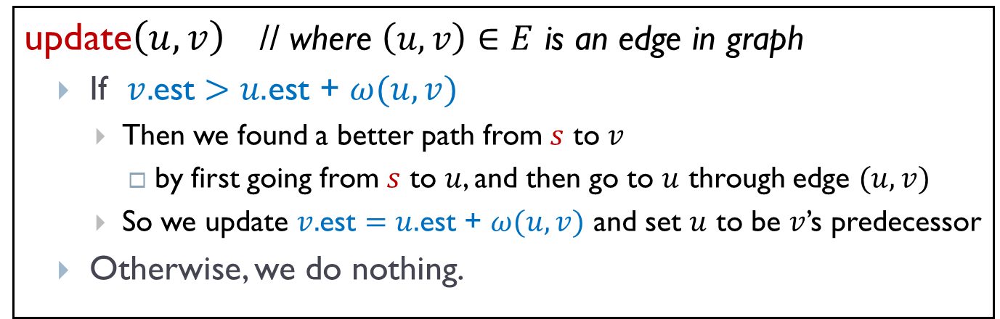 update(u, v) // where (u, v) ∈ E is an edge in graph
If v.est > u.est + ω(u, v)
Then we found a better path from s to v
by first going from s to u, and then go to u through edge (u, v)
So we update v.est = u.est + ω(u, v) and set u to be v's predecessor
Otherwise, we do nothing.